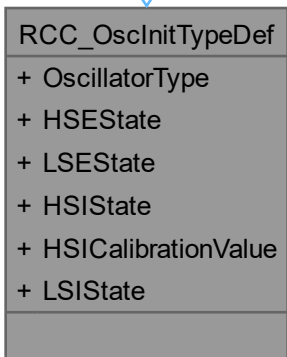 RCC_OscInitTypeDef
+ OscillatorType
+ HSEState
+ LSEState
+ HSIState
+ HSICalibrationValue
+ LSIState